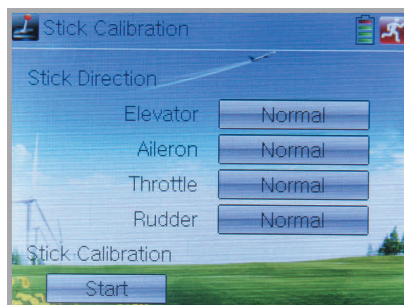 Stick Calibration
Stick Direction
Elevator Normal
Aileron Normal
Throttle Normal
Rudder Normal
Stick Calibration
Start